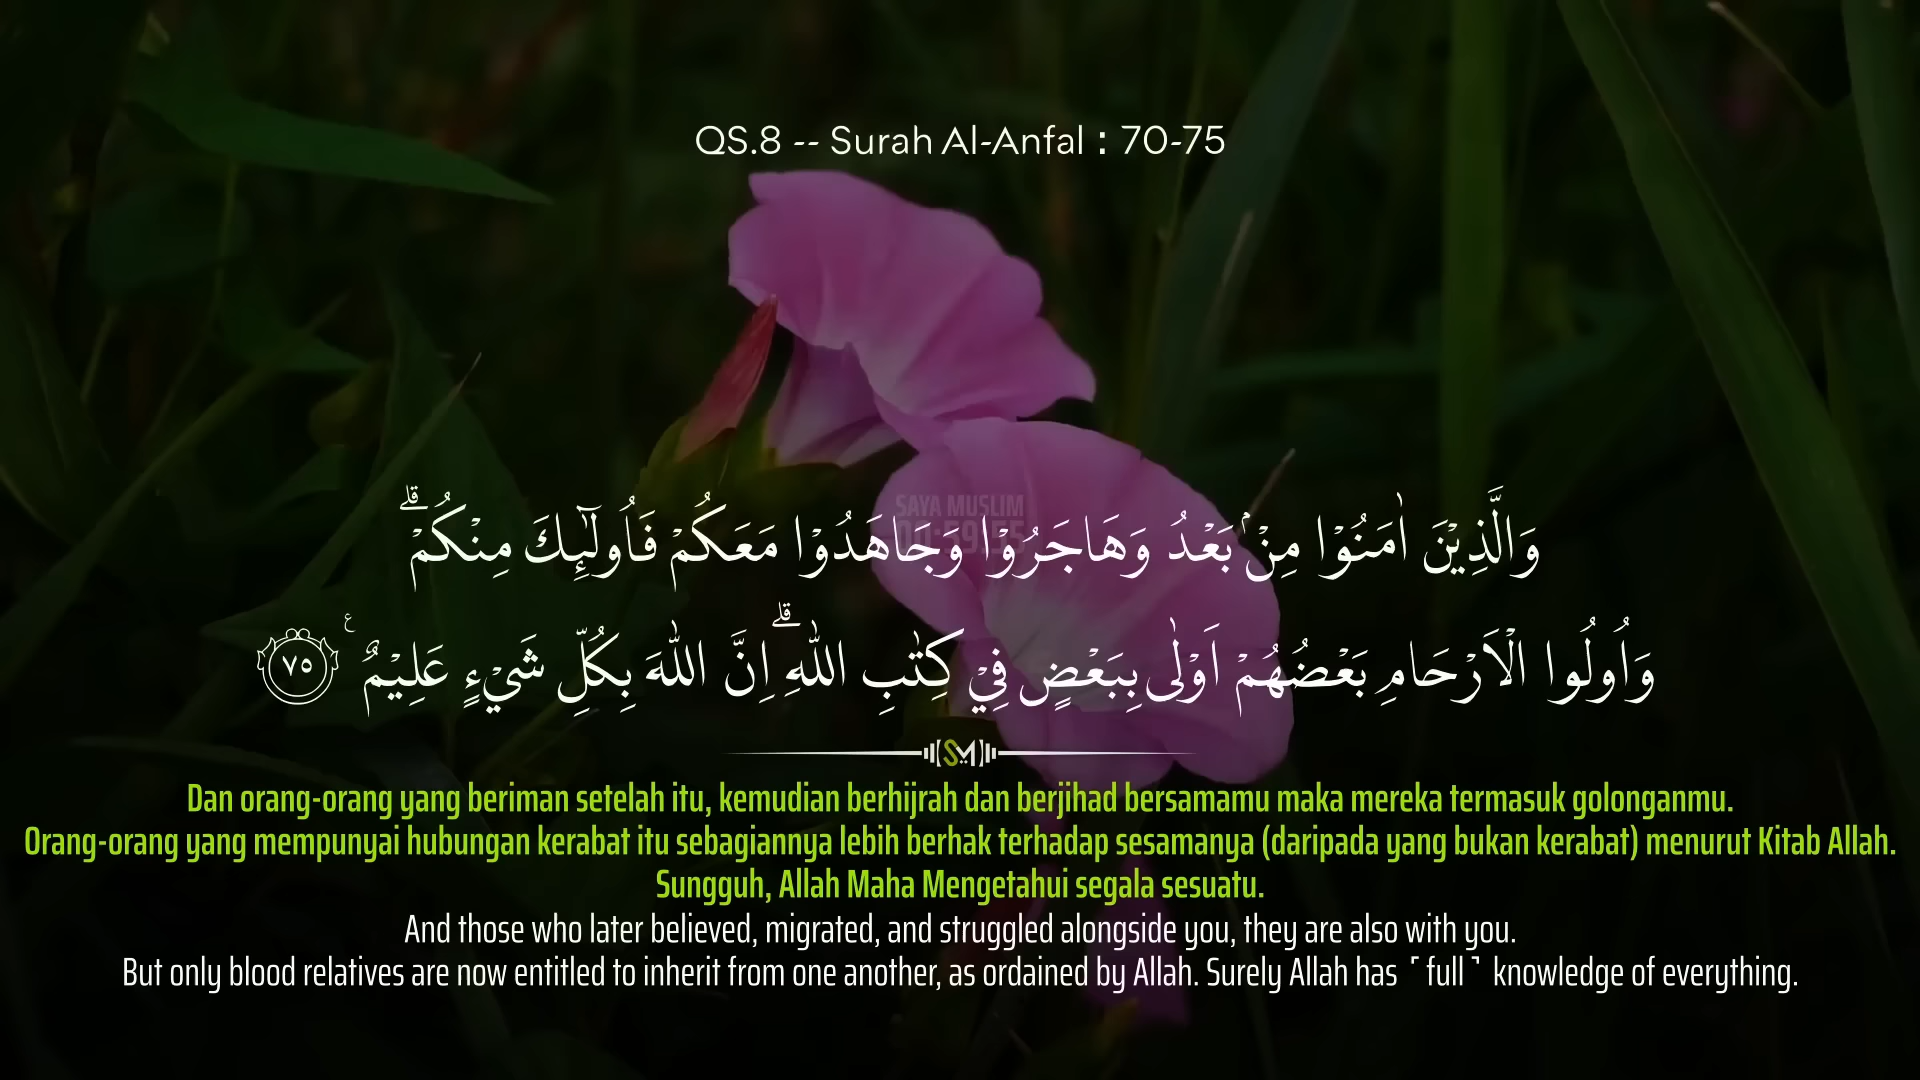 QS.8 -- Surah Al-Anfal : 70-75
SAYA MUSLIM
وَالَّذِيْنَ اٰمَنُوْا مِنْۢ بَعْدُ وَهَاجَرُوْا وَجَاهَدُوْا مَعَكُمْ فَاُولٰۤىِٕكَ مِنْكُمْۗ
وَاُولُوا الْاَرْحَامِ بَعْضُهُمْ اَوْلٰى بِبَعْضٍ فِيْ كِتٰبِ اللّٰهِۗ اِنَّ اللّٰهَ بِكُلِّ شَيْءٍ عَلِيْمٌ ࣖ ٧٥
SM
Dan orang-orang yang beriman setelah itu, kemudian berhijrah dan berjihad bersamamu maka mereka termasuk golonganmu.
Orang-orang yang mempunyai hubungan kerabat itu sebagiannya lebih berhak terhadap sesamanya (daripada yang bukan kerabat) menurut Kitab Allah.
Sungguh, Allah Maha Mengetahui segala sesuatu.
And those who later believed, migrated, and struggled alongside you, they are also with you.
But only blood relatives are now entitled to inherit from one another, as ordained by Allah. Surely Allah has ˹full˺ knowledge of everything.